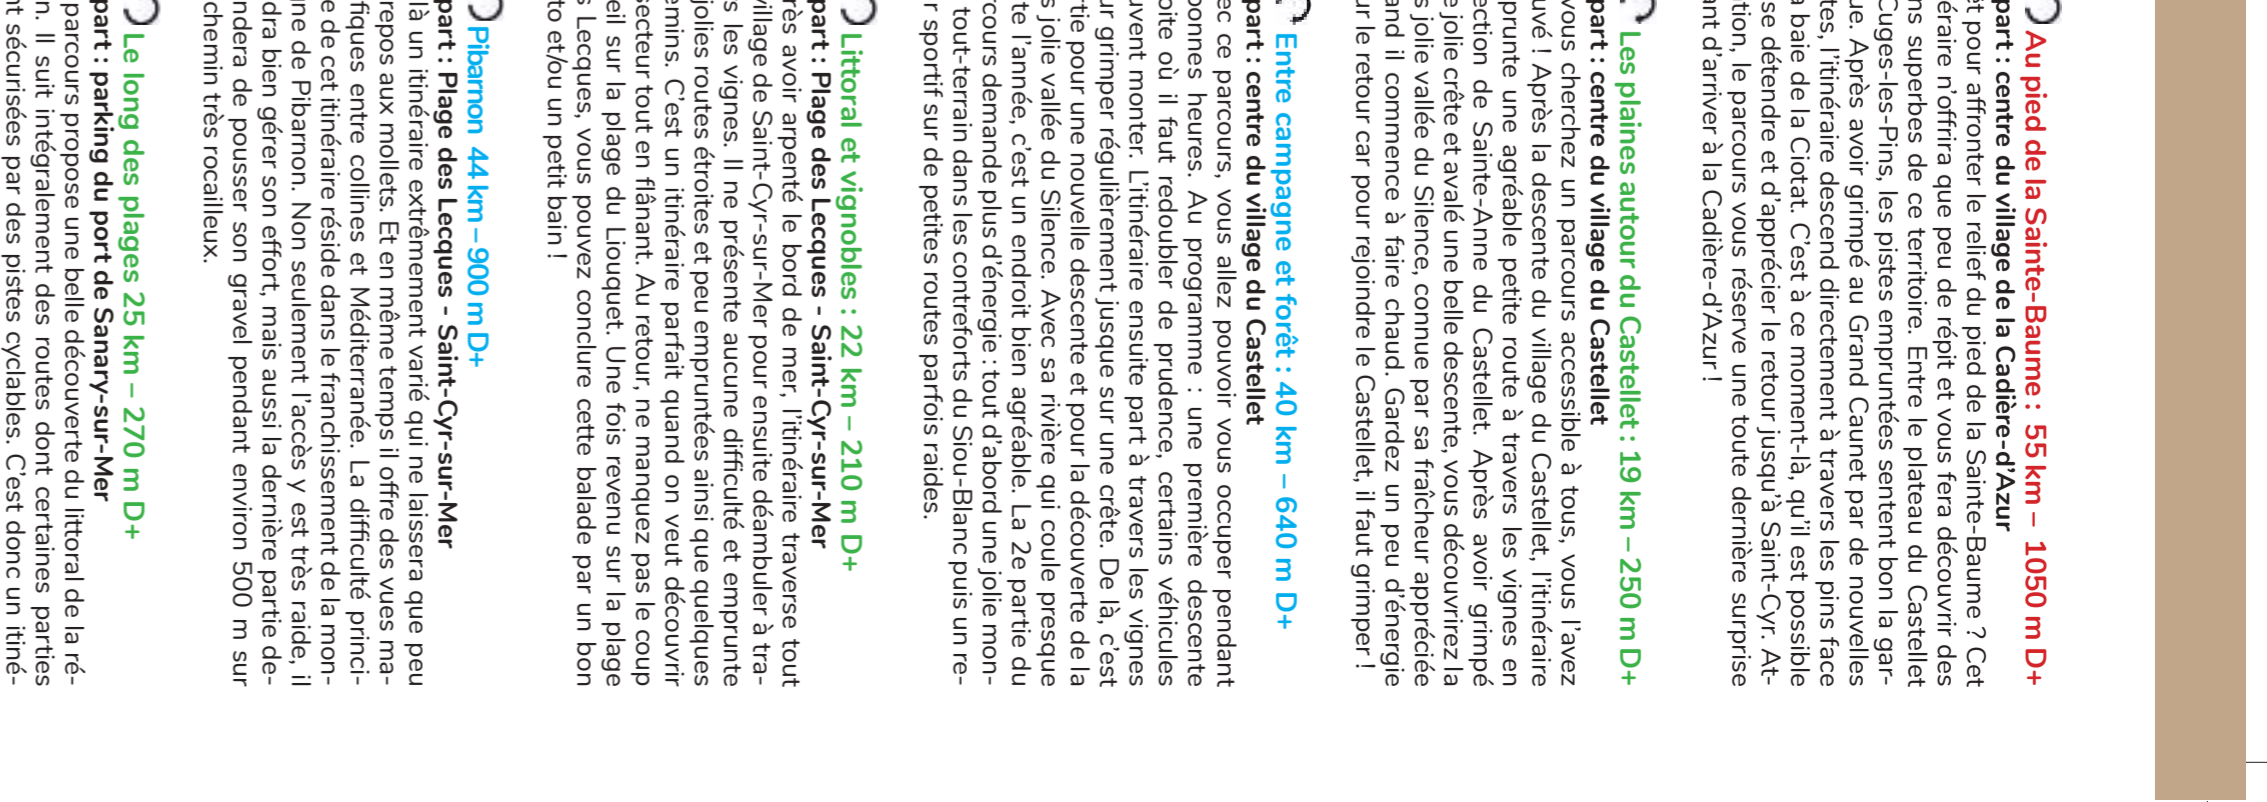 Au pied de la Sainte-Baume : 55 km – 1050 m D+
part : centre du village de la Cadière-d'Azur
êt pour affronter le relief du pied de la Sainte-Baume ? Cet
éraire n'offrira que peu de répit et vous fera découvrir des
ns superbes de ce territoire. Entre le plateau du Castellet
Cuges-les-Pins, les pistes empruntées sentent bon la gar-
ue. Après avoir grimpé au Grand Caunet par de nouvelles
tes, l'itinéraire descend directement à travers les pins face
a baie de la Ciotat. C'est à ce moment-là, qu'il est possible
se détendre et d'apprécier le retour jusqu'à Saint-Cyr. At-
tion, le parcours vous réserve une toute dernière surprise
ant d'arriver à la Cadière-d'Azur !
Les plaines autour du Castellet : 19 km – 250 m D+
part : centre du village du Castellet
vous cherchez un parcours accessible à tous, vous l'avez
uvé ! Après la descente du village du Castellet, l'itinéraire
prunte une agréable petite route à travers les vignes en
ection de Sainte-Anne du Castellet. Après avoir grimpé
e jolie crête et avalé une belle descente, vous découvrirez la
s jolie vallée du Silence, connue par sa fraîcheur appréciée
and il commence à faire chaud. Gardez un peu d'énergie
ur le retour car pour rejoindre le Castellet, il faut grimper !
Entre campagne et forêt : 40 km – 640 m D+
part : centre du village du Castellet
ec ce parcours, vous allez pouvoir vous occuper pendant
bonnes heures. Au programme : une première descente
oite où il faut redoubler de prudence, certains véhicules
uvent monter. L'itinéraire ensuite part à travers les vignes
ur grimper régulièrement jusque sur une crête. De là, c'est
rtie pour une nouvelle descente et pour la découverte de la
s jolie vallée du Silence. Avec sa rivière qui coule presque
te l'année, c'est un endroit bien agréable. La 2e partie du
rcours demande plus d'énergie : tout d'abord une jolie mon-
tout-terrain dans les contreforts du Siou-Blanc puis un re-
r sportif sur de petites routes parfois raides.
Littoral et vignobles : 22 km – 210 m D+
part : Plage des Lecques - Saint-Cyr-sur-Mer
rès avoir arpenté le bord de mer, l'itinéraire traverse tout
village de Saint-Cyr-sur-Mer pour ensuite déambuler à tra-
s les vignes. Il ne présente aucune difficulté et emprunte
jolies routes étroites et peu empruntées ainsi que quelques
emins. C'est un itinéraire parfait quand on veut découvrir
secteur tout en flânant. Au retour, ne manquez pas le coup
eil sur la plage du Liouquet. Une fois revenu sur la plage
s Lecques, vous pouvez conclure cette balade par un bon
to et/ou un petit bain !
Pibarnon 44 km – 900 m D+
part : Plage des Lecques - Saint-Cyr-sur-Mer
là un itinéraire extrêmement varié qui ne laissera que peu
repos aux mollets. Et en même temps il offre des vues ma-
fiques entre collines et Méditerranée. La difficulté princi-
e de cet itinéraire réside dans le franchissement de la mon-
ne de Pibarnon. Non seulement l'accès y est très raide, il
dra bien gérer son effort, mais aussi la dernière partie de-
ndera de pousser son gravel pendant environ 500 m sur
chemin très rocailleux.
Le long des plages 25 km – 270 m D+
part : parking du port de Sanary-sur-Mer
parcours propose une belle découverte du littoral de la ré-
n. Il suit intégralement des routes dont certaines parties
nt sécurisées par des pistes cyclables. C'est donc un itiné-